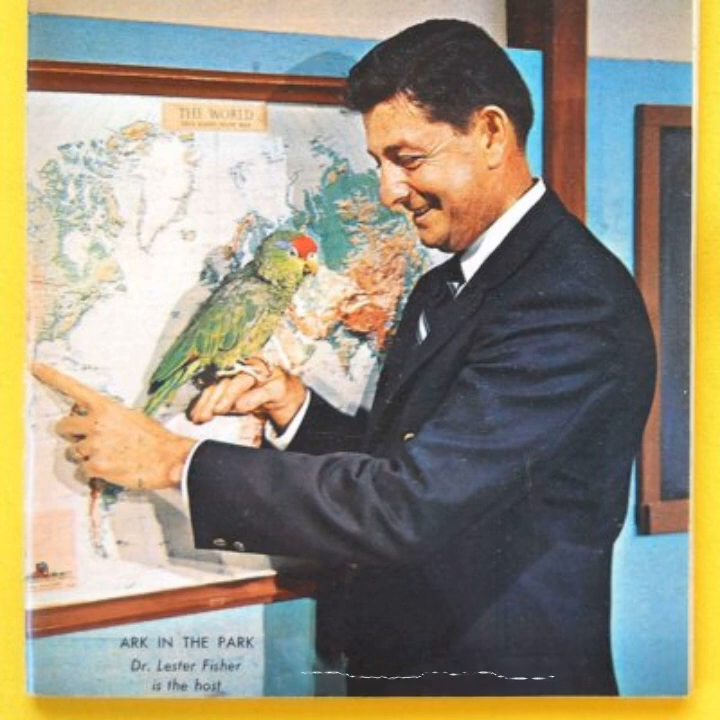 THE WORLD
ARK IN THE PARK
Dr. Lester Fisher
is the host